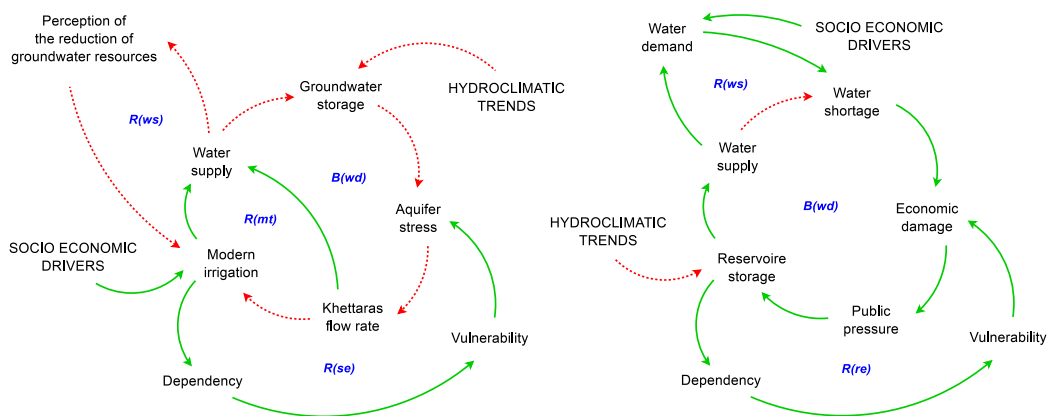 Perception of
the reduction of
groundwater resources
R(ws)
Groundwater
storage
HYDROCLIMATIC
TRENDS
Water
supply
B(wd)
R(mt)
Aquifer
stress
SOCIO ECONOMIC
DRIVERS
Modern
irrigation
Khettaras
flow rate
Vulnerability
R(se)
Dependency
Water
demand
SOCIO ECONOMIC
DRIVERS
R(ws)
Water
shortage
Water
supply
B(wd)
Economic
damage
HYDROCLIMATIC
TRENDS
Reservoire
storage
Public
pressure
Vulnerability
R(re)
Dependency